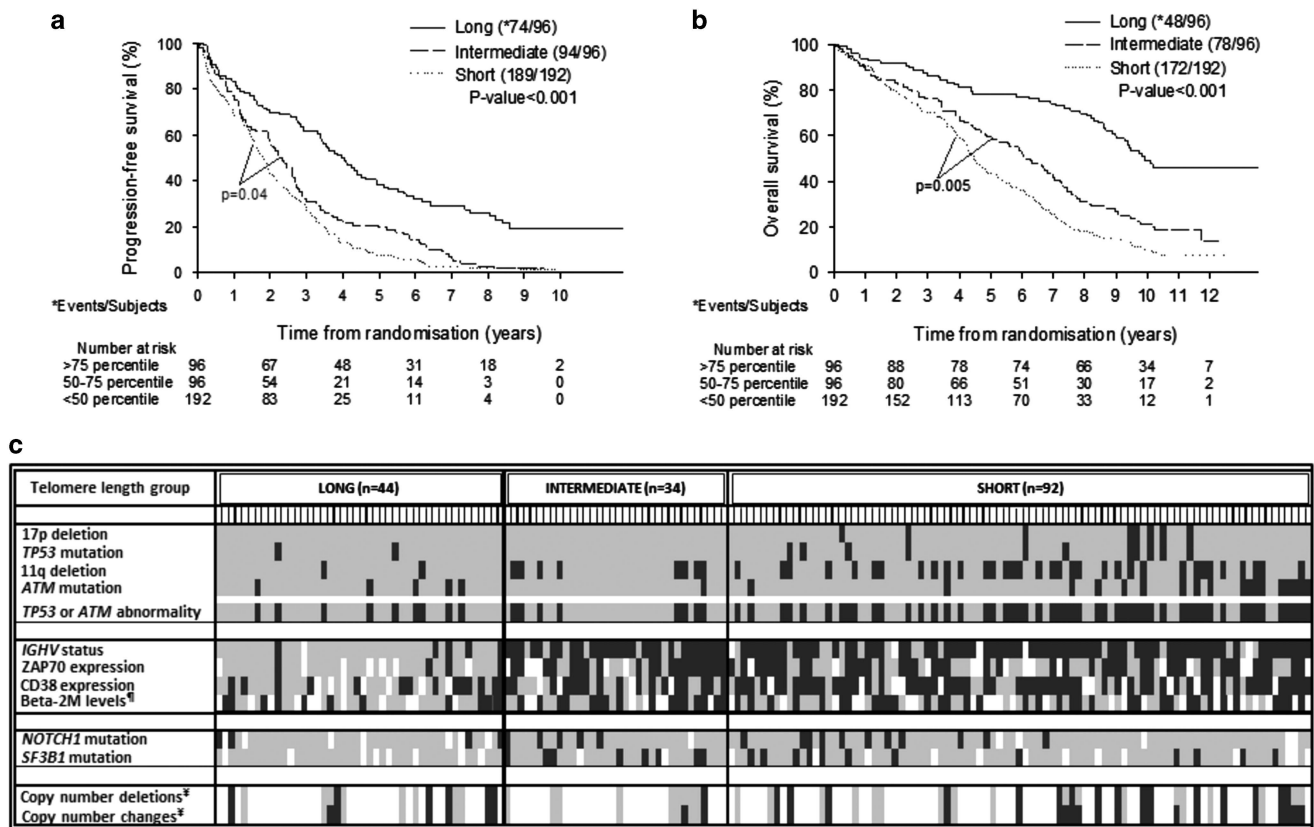 a
Long (*74/96)
Intermediate (94/96)
Short (189/192)
P-value<0.001
100
80
60
40
20
0
Progression-free survival (%)
p=0.04
0 1 2 3 4 5 6 7 8 9 10
*Events/Subjects
Time from randomisation (years)
Number at risk
>75 percentile 96 67 48 31 18 2
50-75 percentile 96 54 21 14 3 0
<50 percentile 192 83 25 11 4 0
b
Long (*48/96)
Intermediate (78/96)
Short (172/192)
P-value<0.001
100
80
60
40
20
0
Overall survival (%)
p=0.005
0 1 2 3 4 5 6 7 8 9 10 11 12
*Events/Subjects
Time from randomisation (years)
Number at risk
>75 percentile 96 88 78 74 66 34 7
50-75 percentile 96 80 66 51 30 17 2
<50 percentile 192 152 113 70 33 12 1
c
Telomere length group LONG (n=44) INTERMEDIATE (n=34) SHORT (n=92)
17p deletion
TP53 mutation
11q deletion
ATM mutation
TP53 or ATM abnormality
IGHV status
ZAP70 expression
CD38 expression
Beta-2M levels¶
NOTCH1 mutation
SF3B1 mutation
Copy number deletions¥
Copy number changes¥